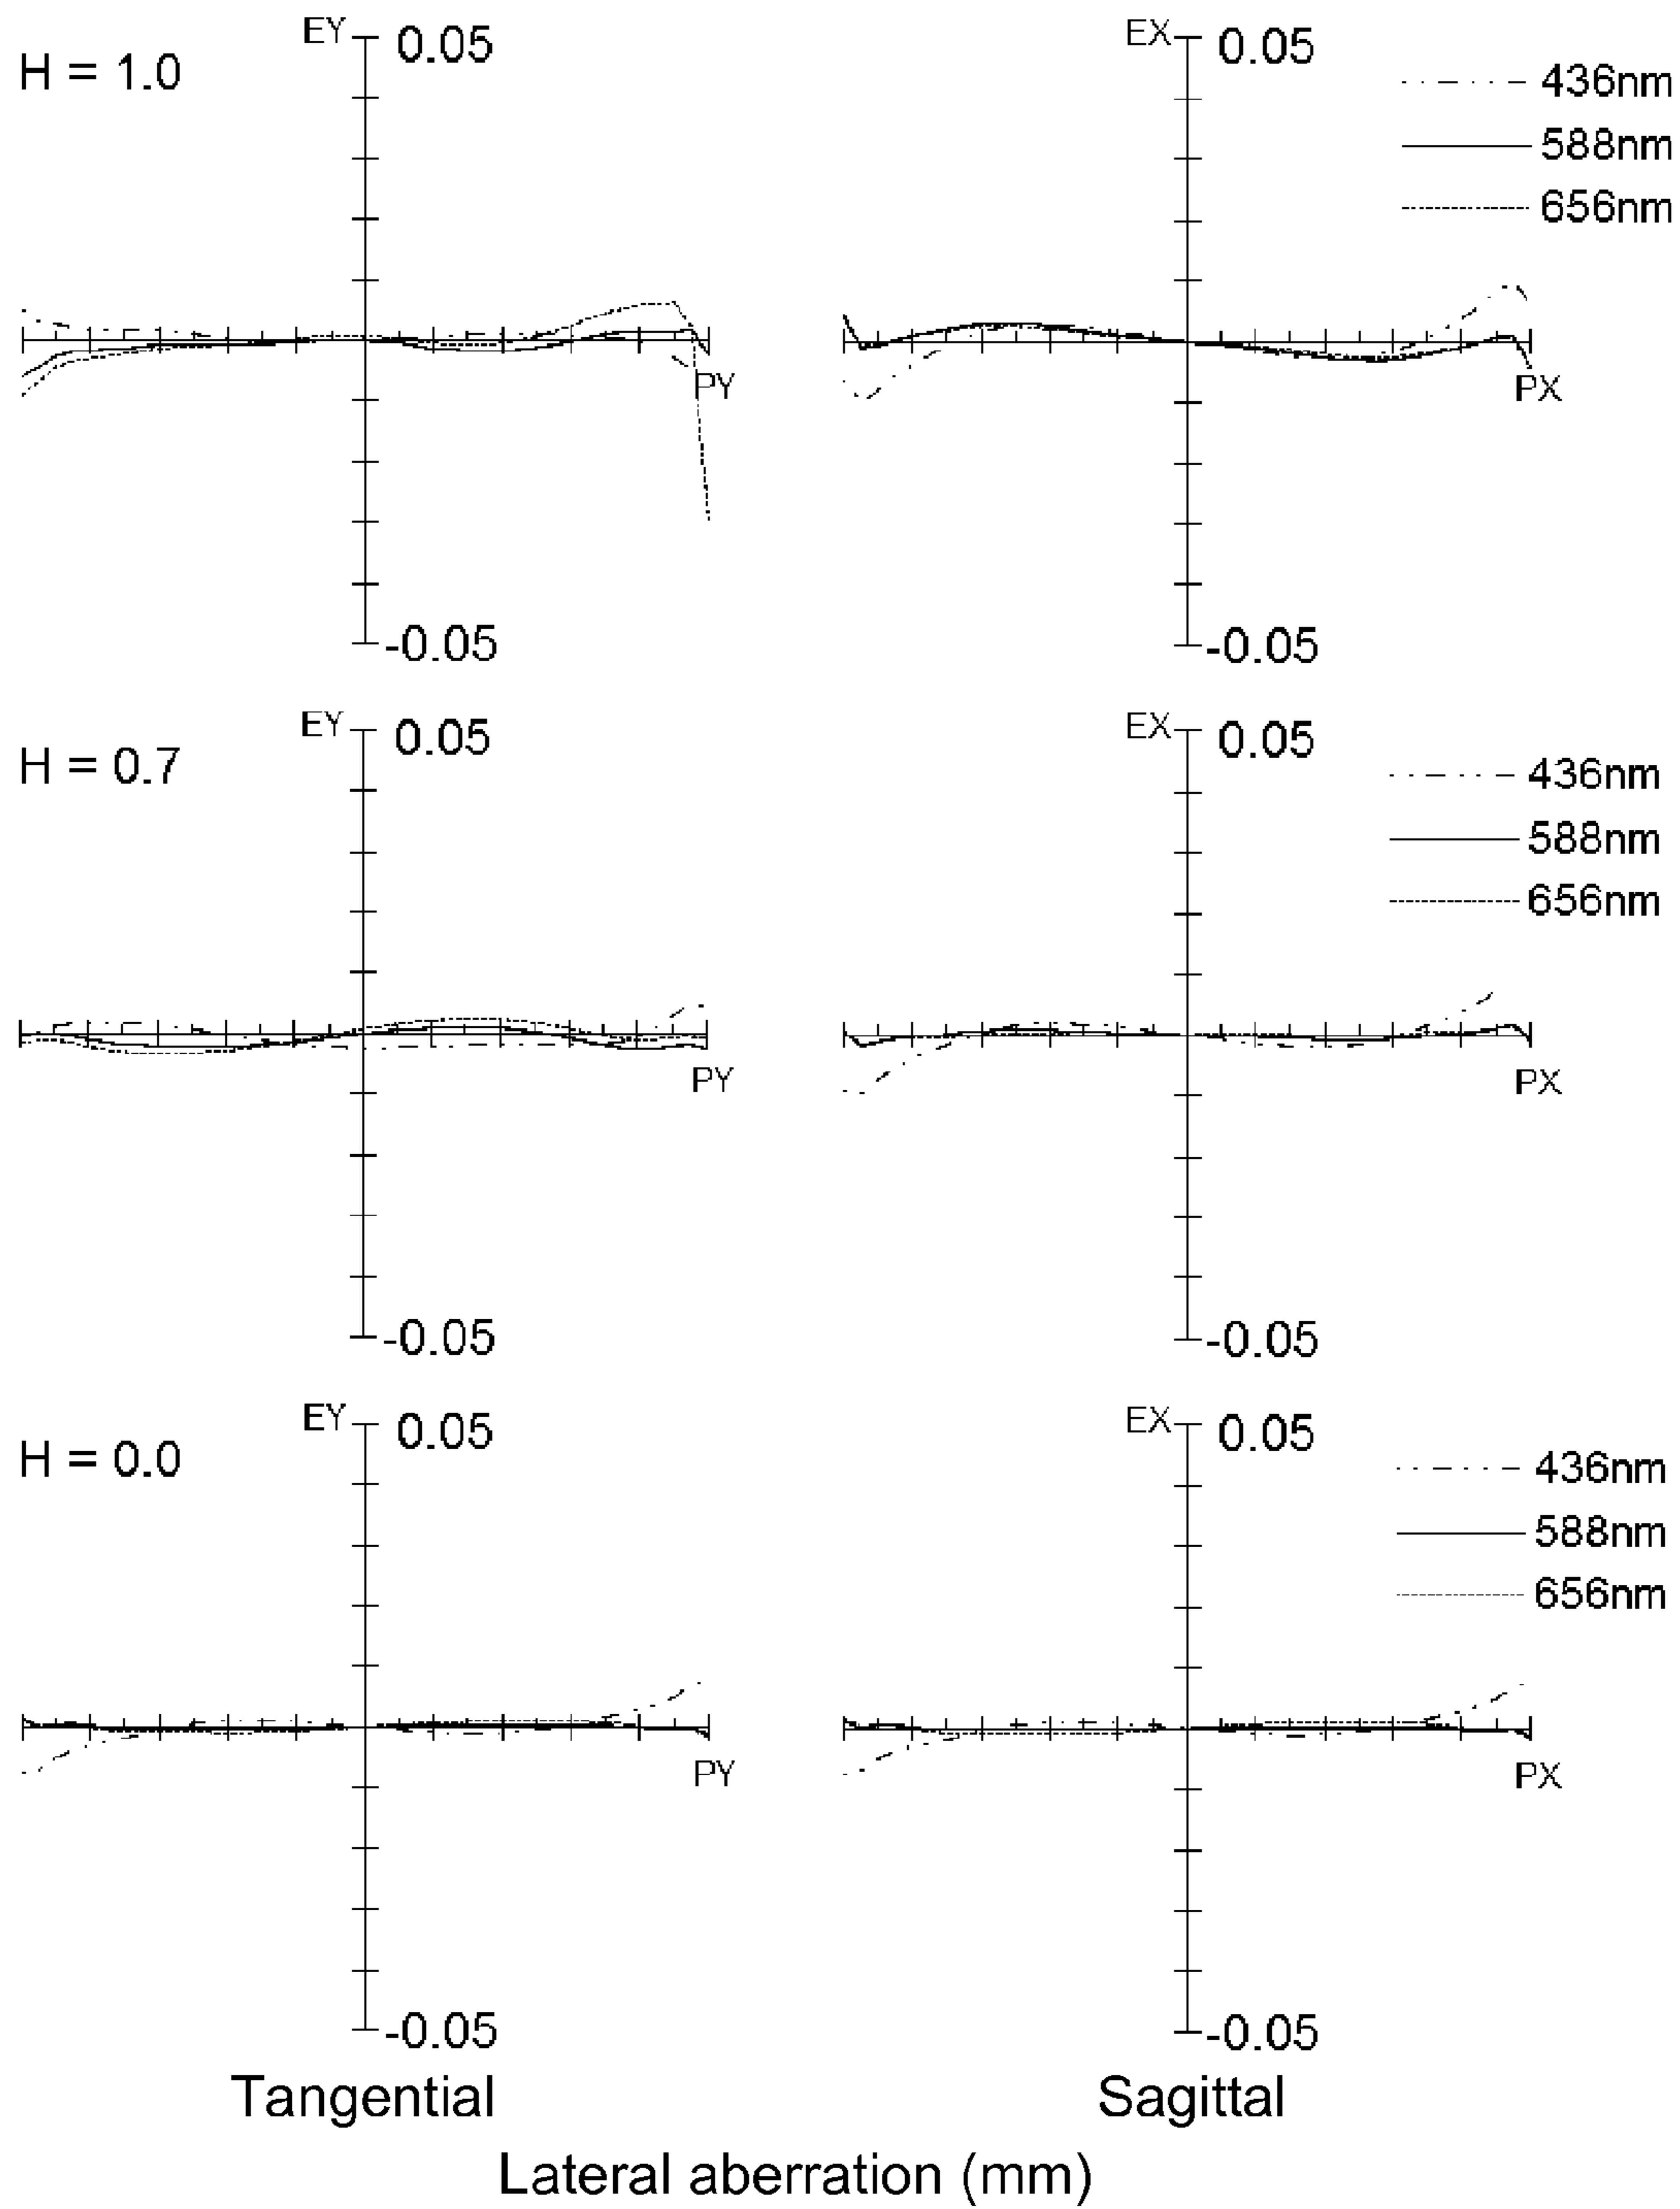 H = 1.0
EY 0.05
-0.05
PY
EX 0.05
-0.05
PX
436nm
588nm
656nm
H = 0.7
EY 0.05
-0.05
PY
EX 0.05
-0.05
PX
436nm
588nm
656nm
H = 0.0
EY 0.05
-0.05
PY
EX 0.05
-0.05
PX
436nm
588nm
656nm
Tangential
Sagittal
Lateral aberration (mm)